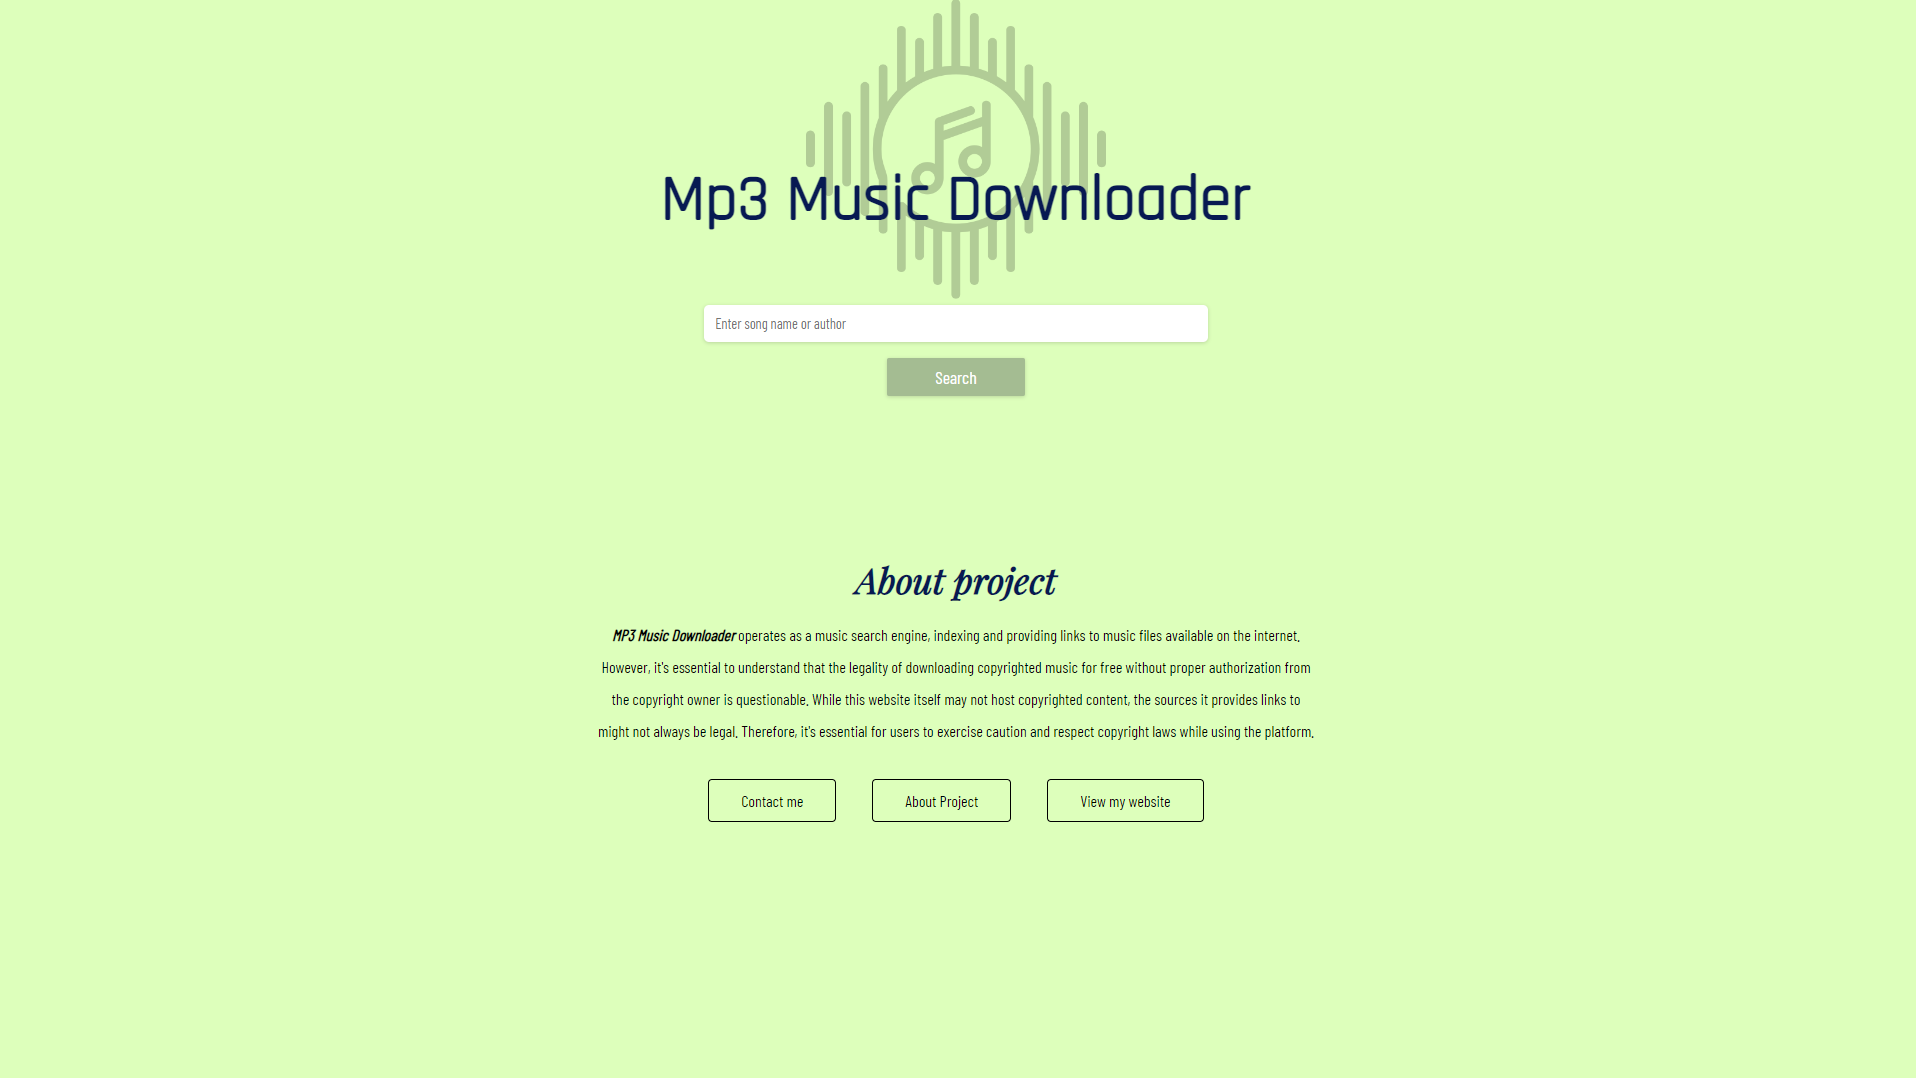 Mp3 Music Downloader
Enter song name or author
Search
About project
MP3 Music Downloader operates as a music search engine, indexing and providing links to music files available on the internet.
However, it's essential to understand that the legality of downloading copyrighted music for free without proper authorization from
the copyright owner is questionable. While this website itself may not host copyrighted content, the sources it provides links to
might not always be legal. Therefore, it's essential for users to exercise caution and respect copyright laws while using the platform.
Contact me
About Project
View my website